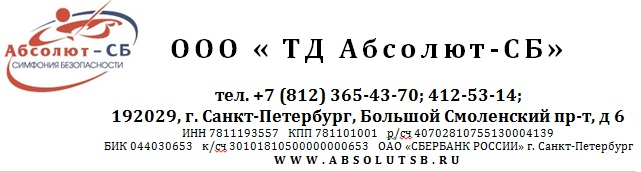 Абсолют-СБ
СИМФОНИЯ БЕЗОПАСНОСТИ
ООО « ТД Абсолют-СБ»
тел. +7 (812) 365-43-70; 412-53-14;
192029, г. Санкт-Петербург, Большой Смоленский пр-т, д 6
ИНН 7811193557 КПП 781101001 р/сч 40702810755130004139
БИК 044030653 к/сч 30101810500000000653 ОАО «СБЕРБАНК РОССИИ» г. Санкт-Петербург
WWW.ABSOLUTSB.RU